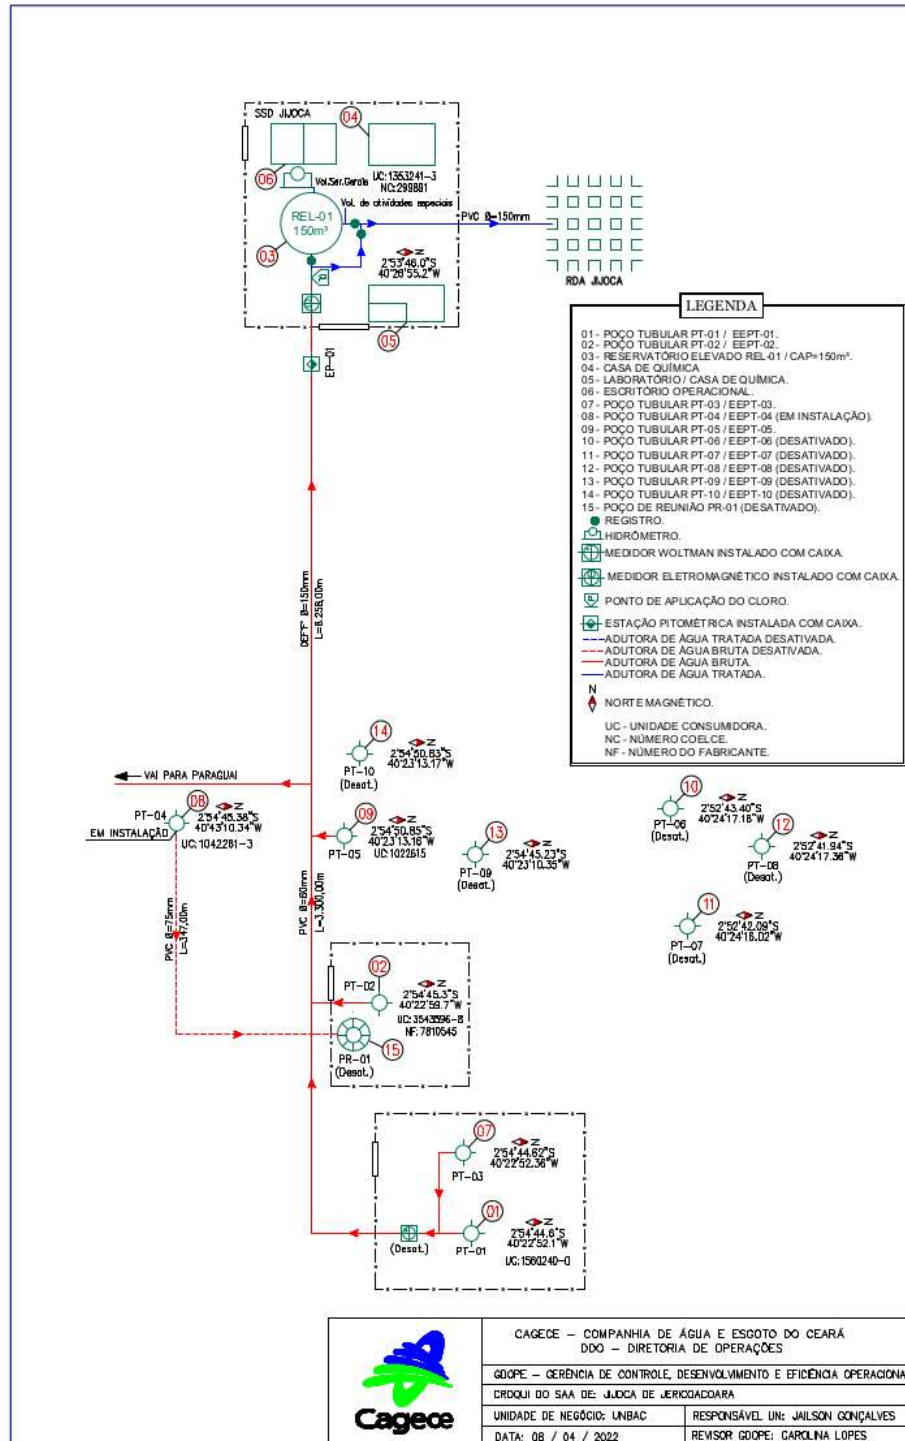 SSD JIJOCA
04
06
UC:1353241-3
NC:299891
Vol.Ser.Gerais
Vol. de atividades especiais
REL-01
150m³
PVC Ø-150mm
03
N
2°53'46.0"S
40°26'55.2"W
05
RDA JIJOCA
EP-01
LEGENDA
01- POÇO TUBULAR PT-01 / EEPT-01.
02- POÇO TUBULAR PT-02 / EEPT-02.
03- RESERVATÓRIO ELEVADO REL-01 / CAP=150m³.
04- CASA DE QUÍMICA
05- LABORATÓRIO / CASA DE QUÍMICA.
06- ESCRITÓRIO OPERACIONAL.
07- POÇO TUBULAR PT-03 / EEPT-03.
08- POÇO TUBULAR PT-04 / EEPT-04 (EM INSTALAÇÃO).
09- POÇO TUBULAR PT-05 / EEPT-05.
10- POÇO TUBULAR PT-06 / EEPT-06 (DESATIVADO).
11- POÇO TUBULAR PT-07 / EEPT-07 (DESATIVADO).
12- POÇO TUBULAR PT-08 / EEPT-08 (DESATIVADO).
13- POÇO TUBULAR PT-09 / EEPT-09 (DESATIVADO).
14- POÇO TUBULAR PT-10 / EEPT-10 (DESATIVADO).
15- POÇO DE REUNIÃO PR-01 (DESATIVADO).
REGISTRO.
HIDRÔMETRO.
MEDIDOR WOLTMAN INSTALADO COM CAIXA.
MEDIDOR ELETROMAGNÉTICO INSTALADO COM CAIXA.
PONTO DE APLICAÇÃO DO CLORO.
ESTAÇÃO PITOMÉTRICA INSTALADA COM CAIXA.
ADUTORA DE ÁGUA TRATADA DESATIVADA.
ADUTORA DE ÁGUA BRUTA DESATIVADA.
ADUTORA DE ÁGUA BRUTA.
ADUTORA DE ÁGUA TRATADA.
N
NORTE MAGNÉTICO.
UC - UNIDADE CONSUMIDORA.
NC - NÚMERO COELCE.
NF - NÚMERO DO FABRICANTE.
DEFF Ø=150mm
L=8.258,00m
14
PT-10
(Desat.)
N
2°54'50.83"S
40°23'13.17"W
VAI PARA PARAGUAI
08
PT-04
N
2°54'45.38"S
40°43'10.34"W
EM INSTALAÇÃO
UC:1042281-3
09
PT-05
N
2°54'50.85"S
40°23'13.16"W
UC:1022615
13
PT-09
(Desat.)
N
2°54'45.23"S
40°23'10.35"W
10
PT-06
(Desat.)
N
2°52'43.40"S
40°24'17.18"W
12
PT-08
(Desat.)
N
2°52'41.94"S
40°24'17.36"W
11
PT-07
(Desat.)
N
2°52'42.09"S
40°24'16.02"W
PVC Ø=75mm
L=347,00m
PVC Ø=60mm
L=3.300,00m
02
PT-02
N
2°54'45.3"S
40°22'59.7"W
UC:3543596-8
NF:7810545
15
PR-01
(Desat.)
07
PT-03
N
2°54'44.62"S
40°22'52.36"W
01
PT-01
(Desat.)
N
2°54'44.6"S
40°22'52.1"W
UC:1560240-0
Cagece
CAGECE – COMPANHIA DE ÁGUA E ESGOTO DO CEARÁ
DDO – DIRETORIA DE OPERAÇÕES
GDOPE – GERÊNCIA DE CONTROLE, DESENVOLVIMENTO E EFICIÊNCIA OPERACIONA
CROQUI DO SAA DE: JIJOCA DE JERICOACOARA
UNIDADE DE NEGÓCIO: UNBAC
RESPONSÁVEL UN: JAILSON GONÇALVES
DATA: 08 / 04 / 2022
REVISOR GDOPE: CAROLINA LOPES